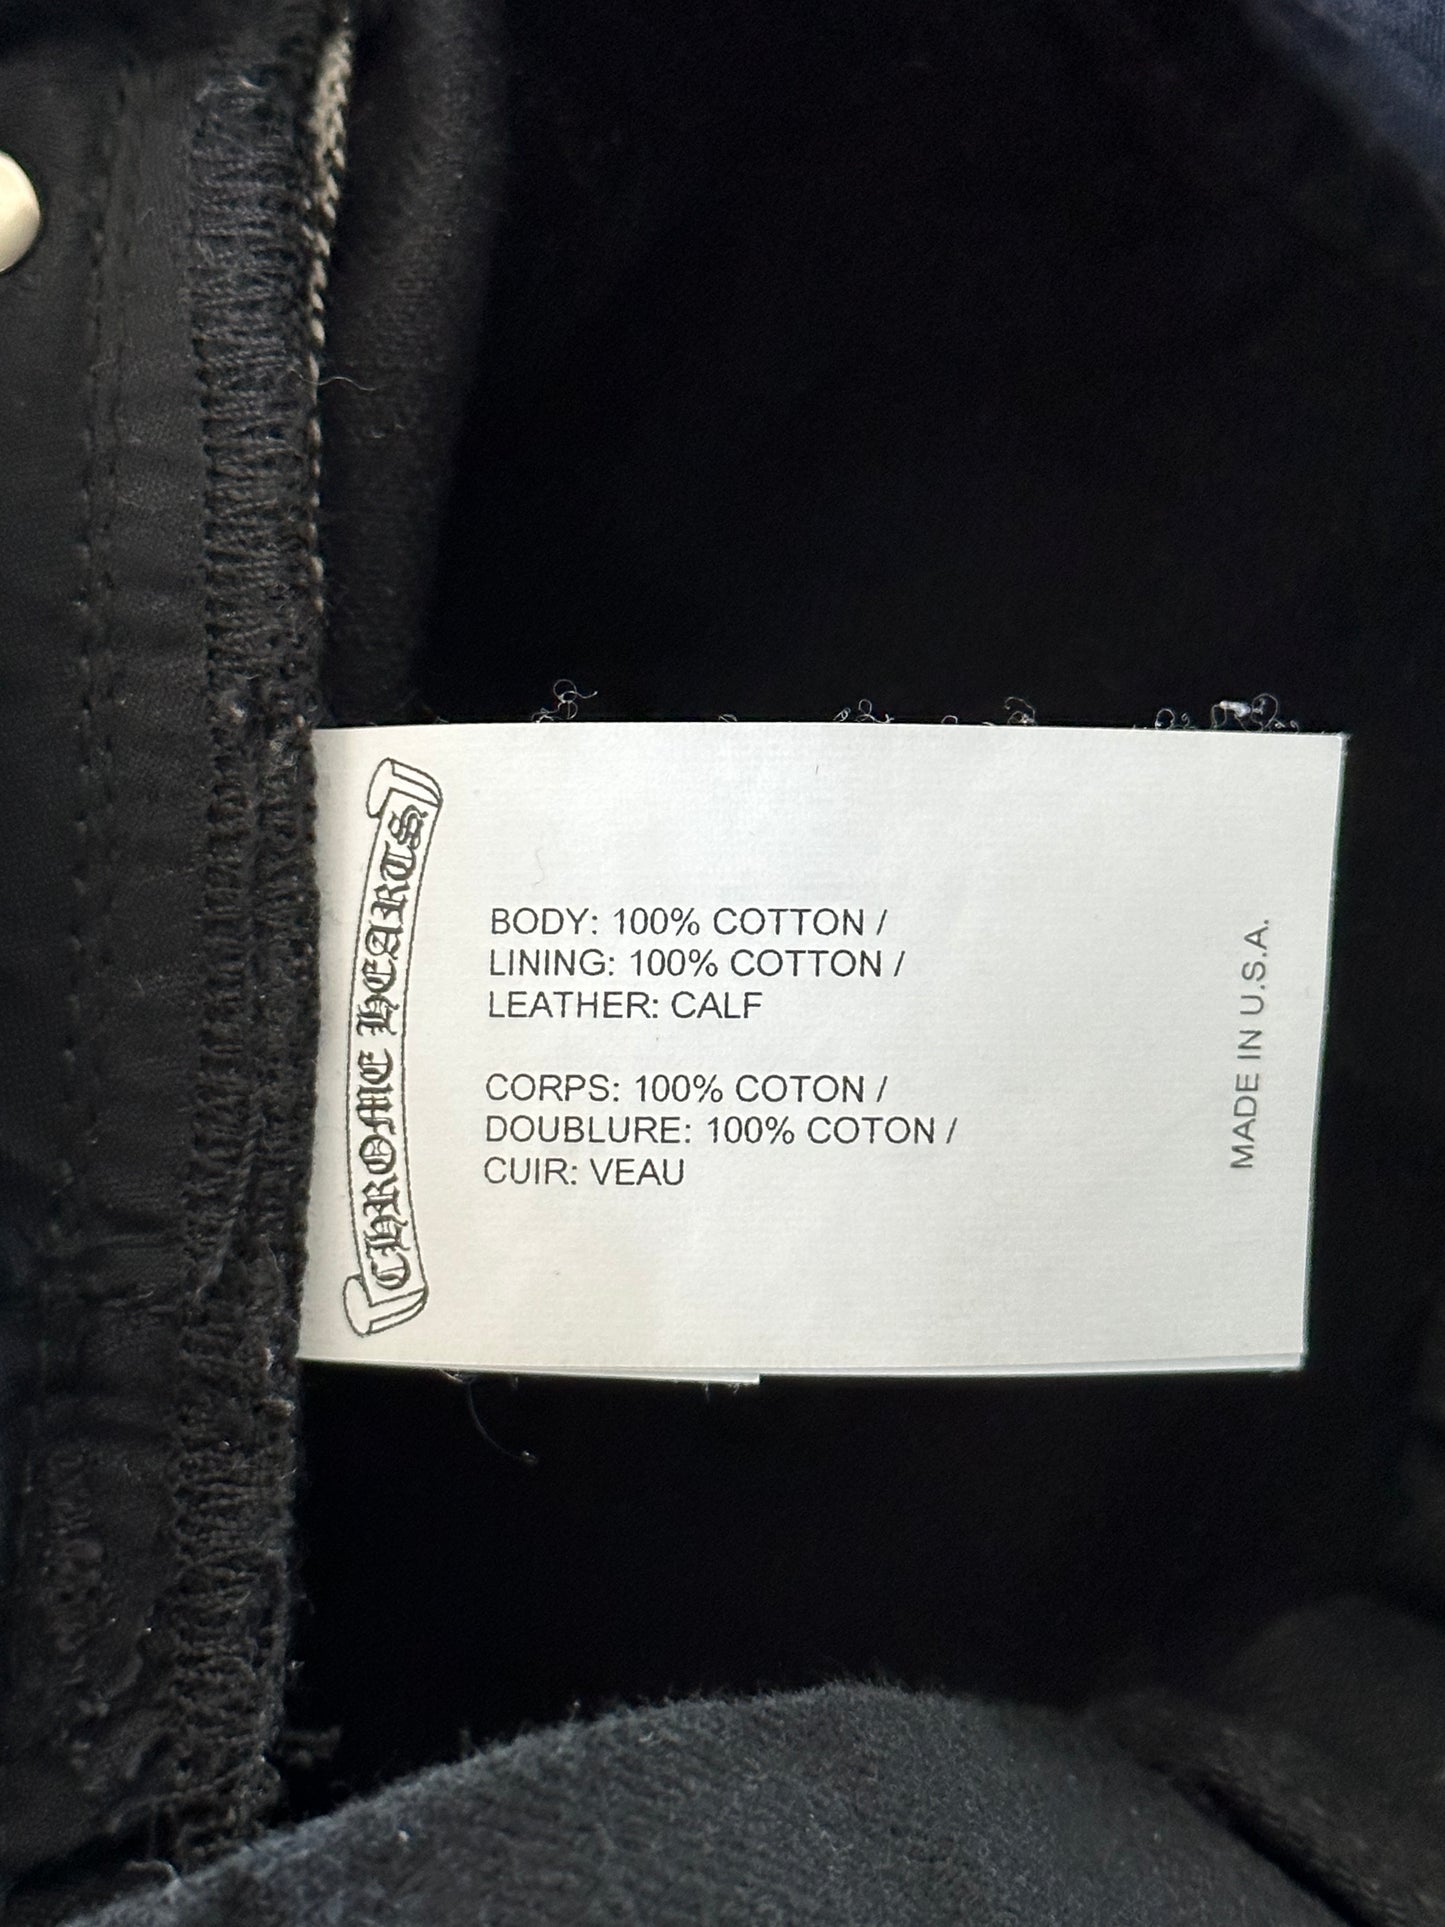 CHROME HEARTS
BODY: 100% COTTON /
LINING: 100% COTTON /
LEATHER: CALF
CORPS: 100% COTON /
DOUBLURE: 100% COTON /
CUIR: VEAU
MADE IN U.S.A.